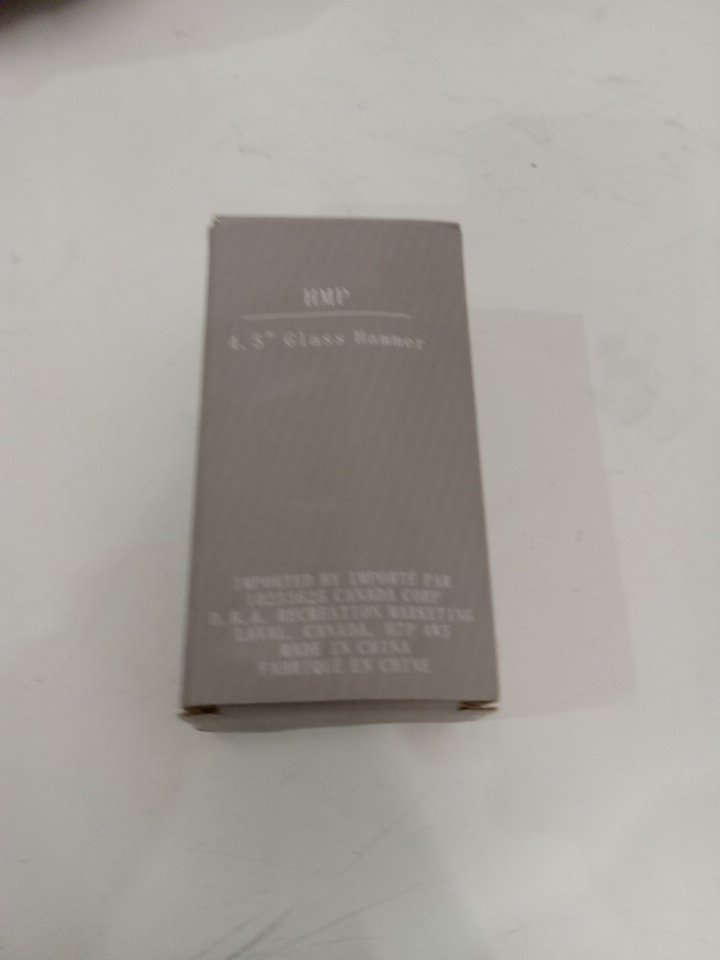 HMP
4.5" Glass Hammer
IMPORTED BY IMPORTÉ PAR
CANADA CORP
RECREATION MARKETING
LAVAL, CANADA, H7P
MADE IN CHINA
FABRIQUÉ EN CHINE